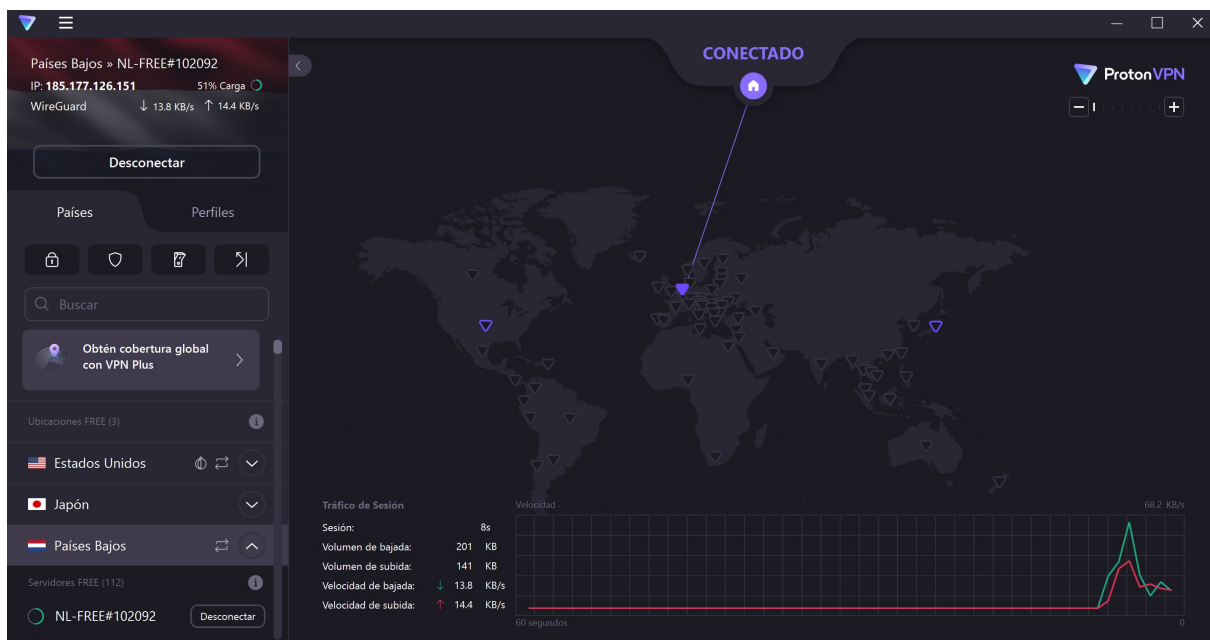 Países Bajos » NL-FREE#102092
IP: 185.177.126.151 51% Carga
WireGuard ↓ 13.8 KB/s ↑ 14.4 KB/s
Desconectar
Países Perfiles
Buscar
Obtén cobertura global
con VPN Plus
Ubicaciones FREE (3)
Estados Unidos
Japón
Países Bajos
Servidores FREE (112)
NL-FREE#102092 Desconectar
CONECTADO
ProtonVPN
Tráfico de Sesión
Sesión: 8s
Volumen de bajada: 201 KB
Volumen de subida: 141 KB
Velocidad de bajada: ↓ 13.8 KB/s
Velocidad de subida: ↑ 14.4 KB/s
Velocidad - 68.2 KB/s
60 segundos 0